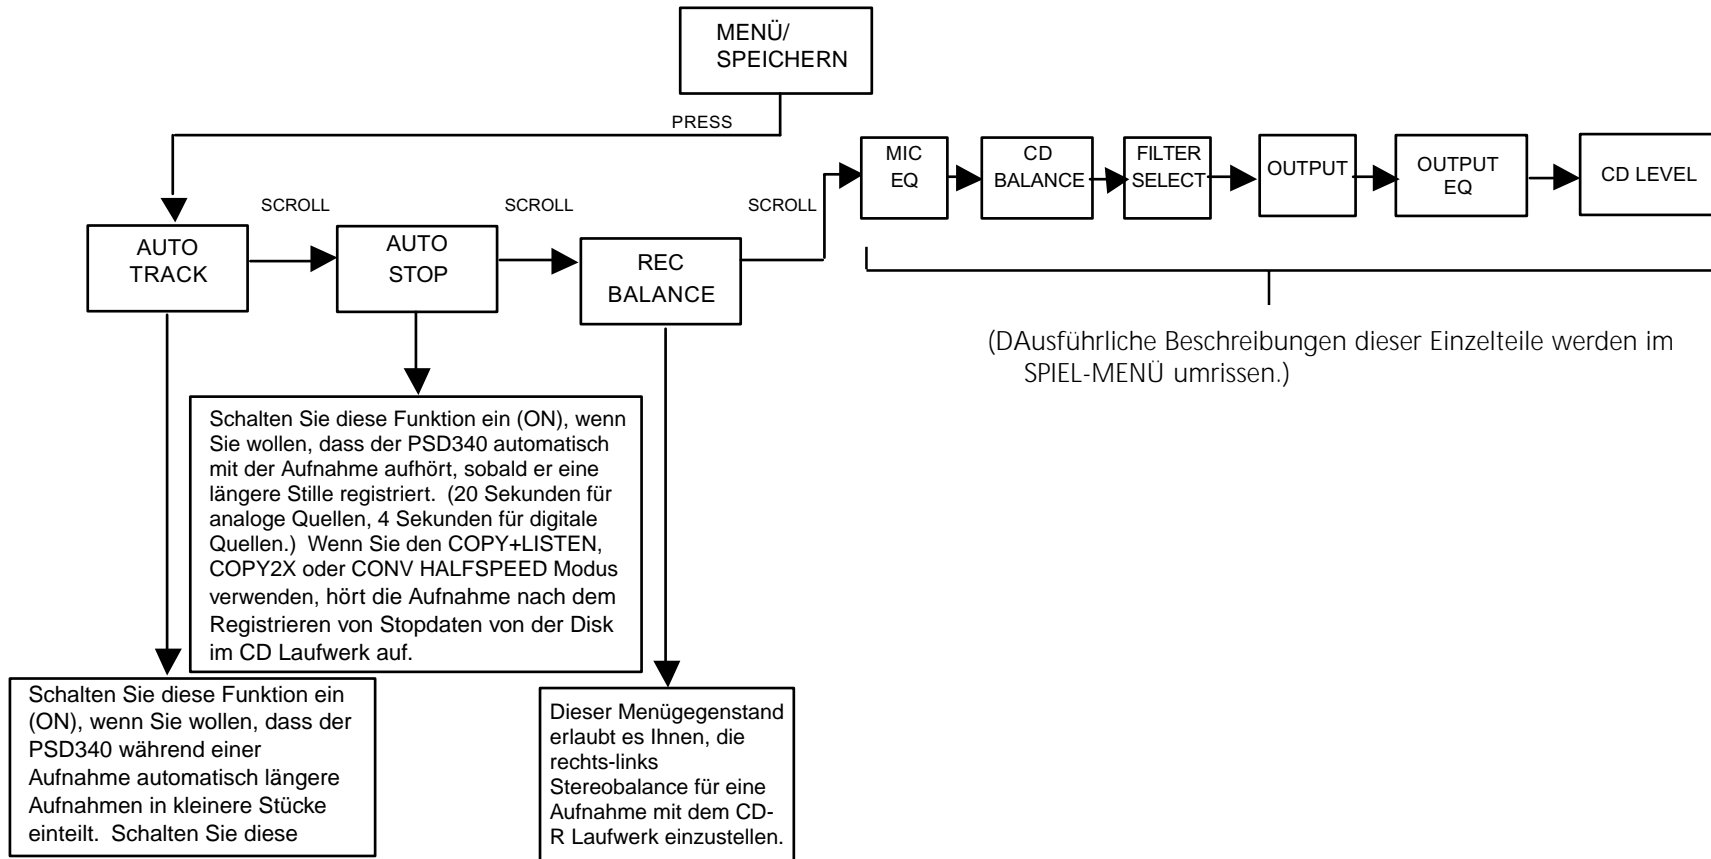 MENÜ/
SPEICHERN
PRESS
SCROLL
SCROLL
SCROLL
AUTO
TRACK
AUTO
STOP
REC
BALANCE
MIC
EQ
CD
BALANCE
FILTER
SELECT
OUTPUT
OUTPUT
EQ
CD LEVEL
(DAusführliche Beschreibungen dieser Einzelteile werden im
SPIEL-MENÜ umrissen.)
Schalten Sie diese Funktion ein (ON), wenn
Sie wollen, dass der PSD340 automatisch
mit der Aufnahme aufhört, sobald er eine
längere Stille registriert. (20 Sekunden für
analoge Quellen, 4 Sekunden für digitale
Quellen.) Wenn Sie den COPY+LISTEN,
COPY2X oder CONV HALFSPEED Modus
verwenden, hört die Aufnahme nach dem
Registrieren von Stopdaten von der Disk
im CD Laufwerk auf.
Schalten Sie diese Funktion ein
(ON), wenn Sie wollen, dass der
PSD340 während einer
Aufnahme automatisch längere
Aufnahmen in kleinere Stücke
einteilt. Schalten Sie diese
Dieser Menügegenstand
erlaubt es Ihnen, die
rechts-links
Stereobalance für eine
Aufnahme mit dem CD-
R Laufwerk einzustellen.